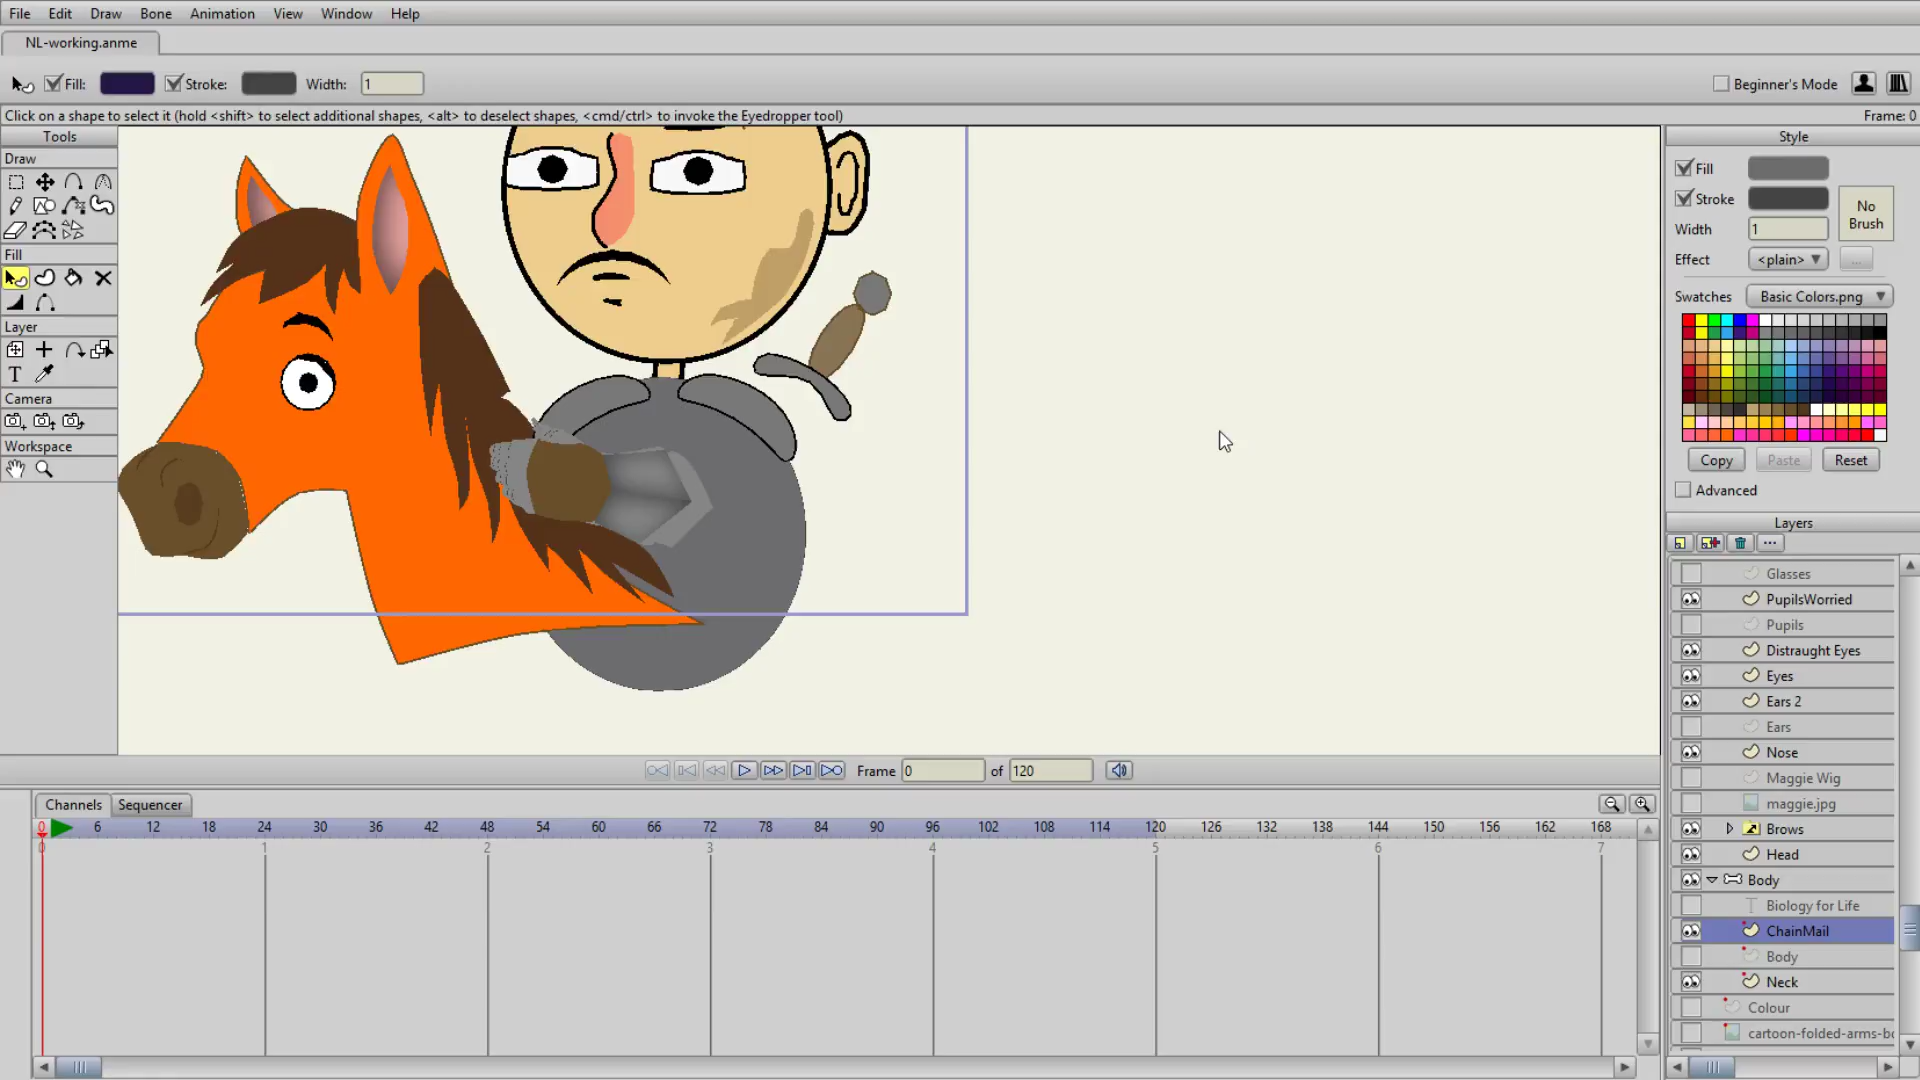 File Edit Draw Bone Animation View Window Help
NL-working.anme
Fill: Stroke: Width: 1 Beginner's Mode
Click on a shape to select it (hold <shift> to select additional shapes, <alt> to deselect shapes, <cmd/ctrl> to invoke the Eyedropper tool) Frame: 0
Tools
Draw
Fill
Layer
T
Camera
Workspace
Style
Fill
Stroke
No Brush
Width 1
Effect <plain> ...
Swatches Basic Colors.png
Copy Paste Reset
Advanced
Layers
Glasses
PupilsWorried
Pupils
Distraught Eyes
Eyes
Ears 2
Ears
Nose
Maggie Wig
maggie.jpg
Brows
Head
Body
Biology for Life
ChainMail
Body
Neck
Colour
cartoon-folded-arms-bo
Frame 0 of 120
Channels Sequencer
0 6 12 18 24 30 36 42 48 54 60 66 72 78 84 90 96 102 108 114 120 126 132 138 144 150 156 162 168
0 1 2 3 4 5 6 7